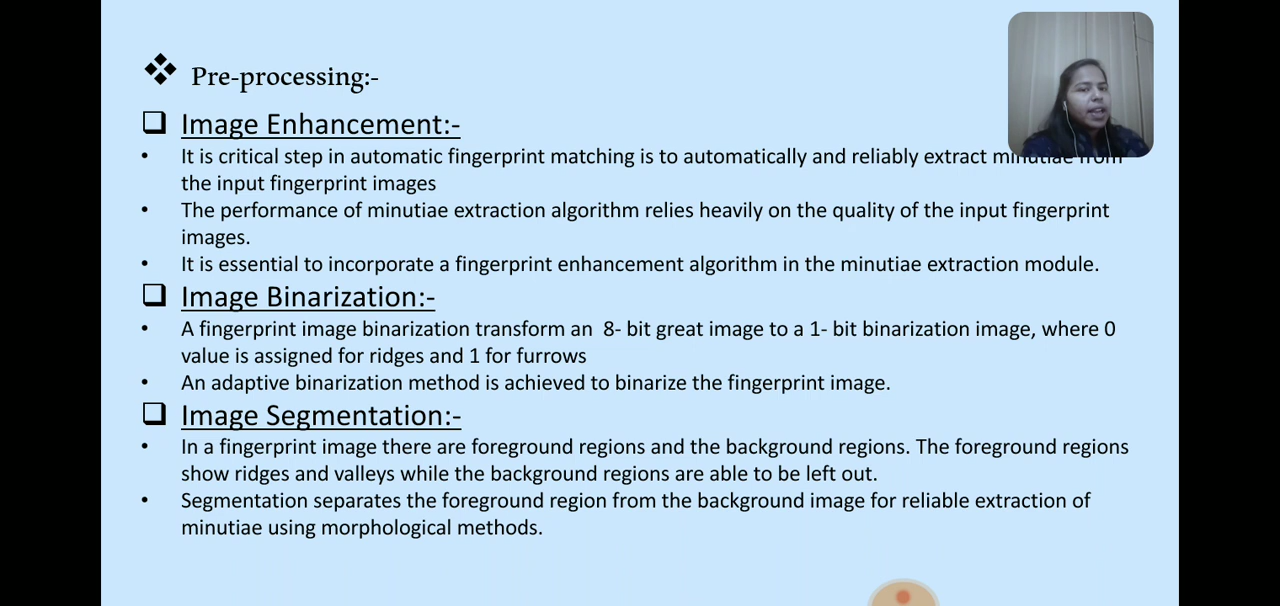 Pre-processing:-
Image Enhancement:-
It is critical step in automatic fingerprint matching is to automatically and reliably extract minutiae from
the input fingerprint images
The performance of minutiae extraction algorithm relies heavily on the quality of the input fingerprint
images.
It is essential to incorporate a fingerprint enhancement algorithm in the minutiae extraction module.
Image Binarization:-
A fingerprint image binarization transform an 8- bit great image to a 1- bit binarization image, where 0
value is assigned for ridges and 1 for furrows
An adaptive binarization method is achieved to binarize the fingerprint image.
Image Segmentation:-
In a fingerprint image there are foreground regions and the background regions. The foreground regions
show ridges and valleys while the background regions are able to be left out.
Segmentation separates the foreground region from the background image for reliable extraction of
minutiae using morphological methods.